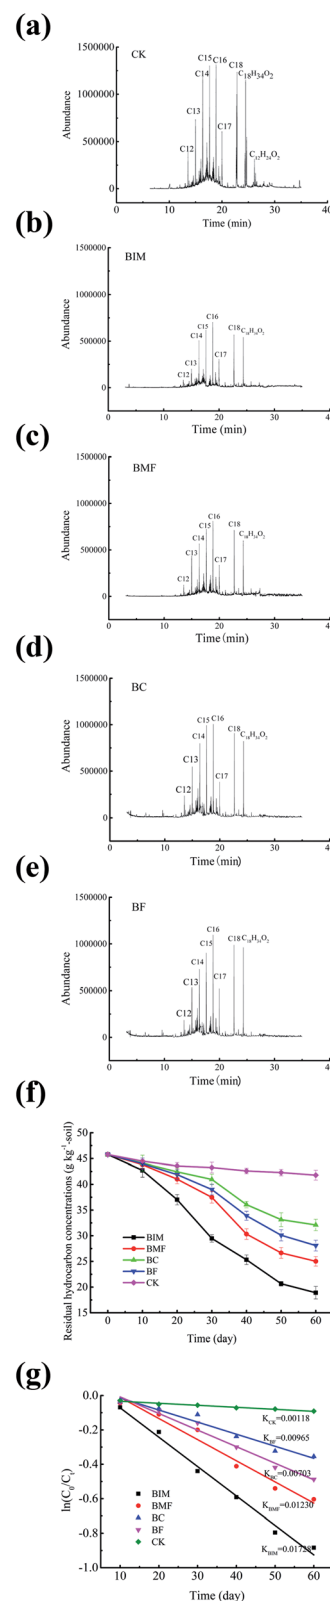 (a)
CK
Abundance
1500000
1000000
500000
0
C12
C13
C14
C15
C16
C17
C18
C18H34O2
C12H24O2
0 10 20 30 40
Time (min)
(b)
BIM
Abundance
1500000
1000000
500000
0
C12
C13
C14
C15
C16
C17
C18
C18H34O2
0 10 20 30
Time (min)
(c)
BMF
Abundance
1500000
1000000
500000
0
C12
C13
C14
C15
C16
C17
C18
C18H34O2
0 10 20 30
Time (min)
(d)
BC
Abundance
1500000
1000000
500000
0
C12
C13
C14
C15
C16
C17
C18
C18H34O2
0 10 20 30
Time (min)
(e)
BF
Abundance
1500000
1000000
500000
0
C12
C13
C14
C15
C16
C17
C18
C18H34O2
0 10 20 30
Time (min)
(f)
Residual hydrocarbon concentrations (g kg-1-soil)
50
45
40
35
30
25
20
15
BIM
BMF
BC
BF
CK
0 10 20 30 40 50 60
Time (day)
(g)
ln(C0/Ct)
0.0
-0.2
-0.4
-0.6
-0.8
-1.0
KCK=0.00118
KBF=0.00965
KBC=0.00703
KBMF=0.01230
KBIM=0.01728
BIM
BMF
BC
BF
CK
10 20 30 40 50 60
Time (day)